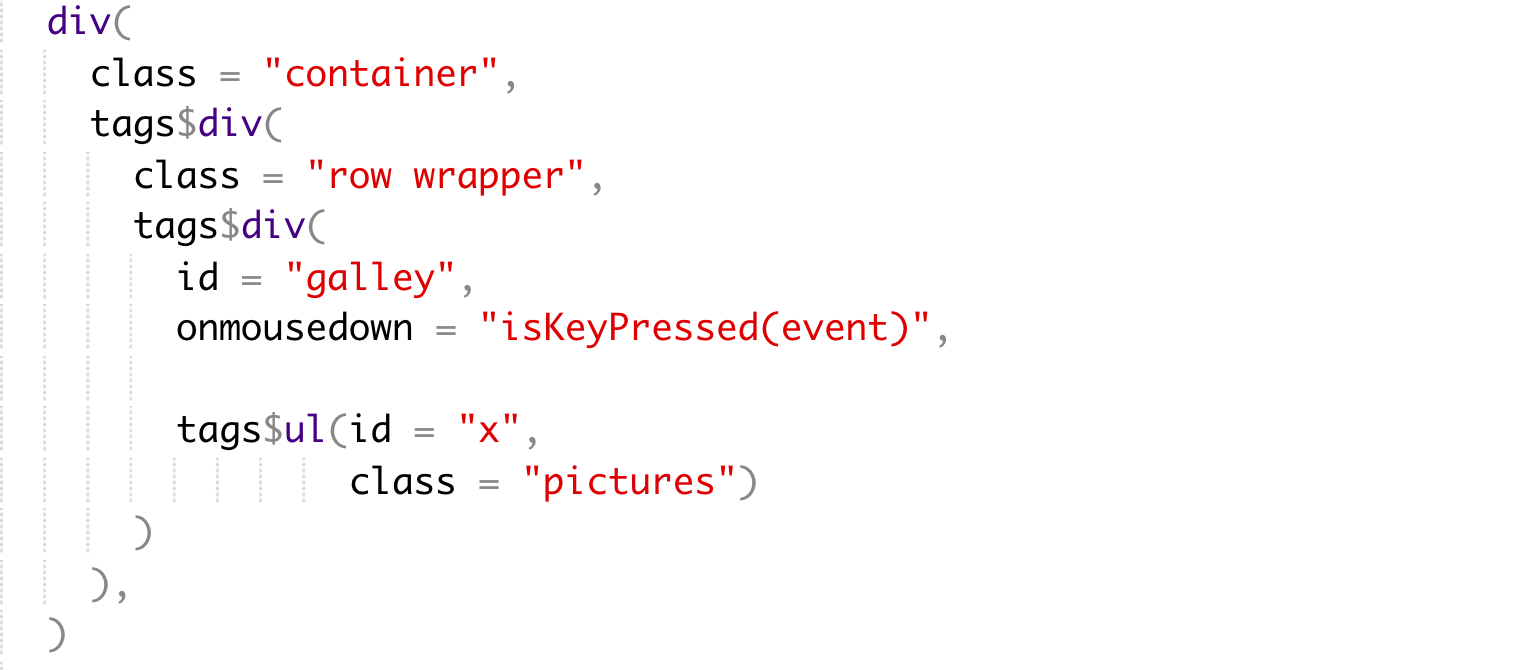 div(
class = "container",
tags$div(
class = "row wrapper",
tags$div(
id = "galley",
onmousedown = "isKeyPressed(event)",
tags$ul(id = "x",
class = "pictures")
)
),
)